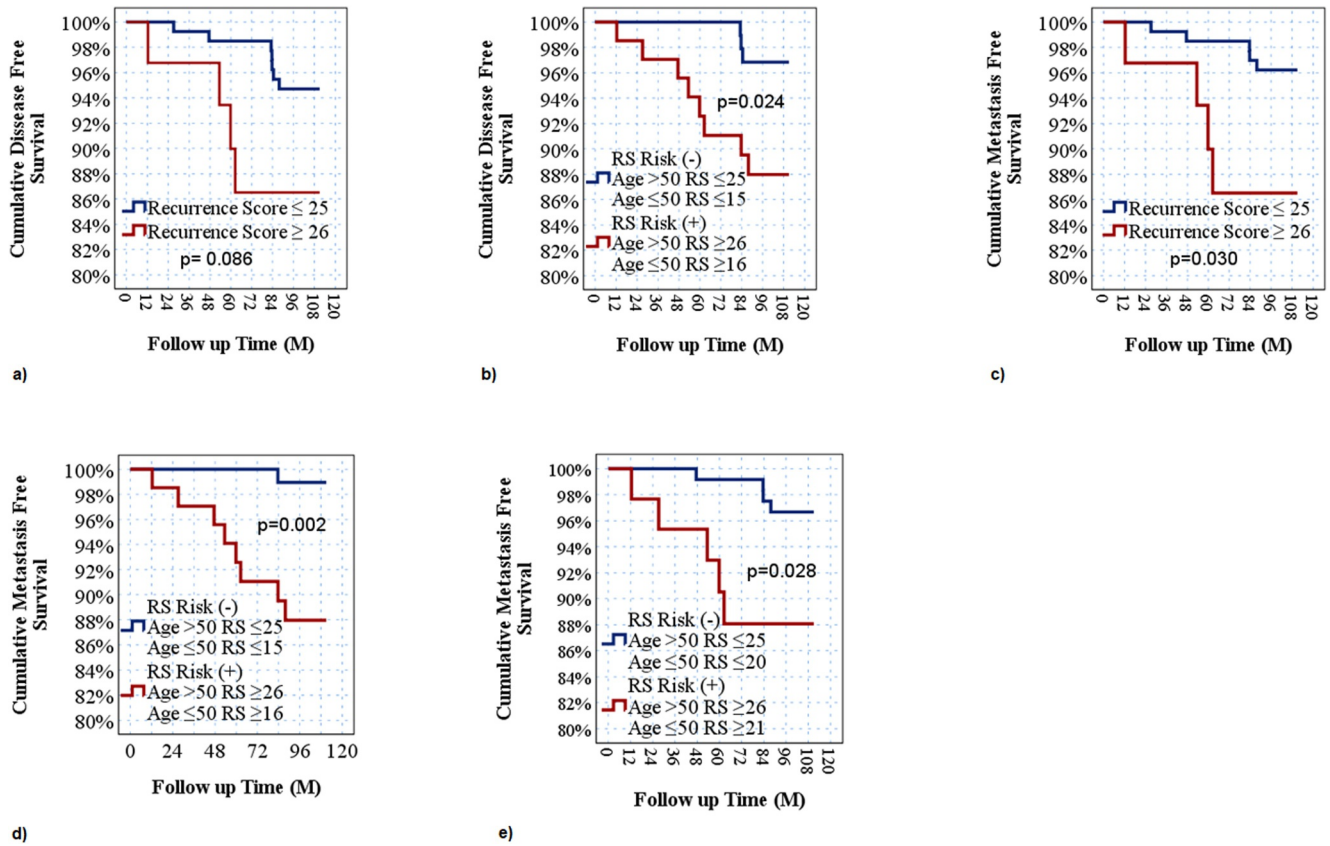 Cumulative Dissease Free
Survival
100%
98%
96%
94%
92%
90%
88%
86%
84%
82%
80%
Recurrence Score ≤ 25
Recurrence Score ≥ 26
p= 0.086
0 12 24 36 48 60 72 84 96 108 120
Follow up Time (M)
a)
Cumulative Disease Free
Survival
100%
98%
96%
94%
92%
90%
88%
86%
84%
82%
80%
p=0.024
RS Risk (-)
Age >50 RS ≤25
Age ≤50 RS ≤15
RS Risk (+)
Age >50 RS ≥26
Age ≤50 RS ≥16
0 12 24 36 48 60 72 84 96 108 120
Follow up Time (M)
b)
Cumulative Metastasis Free
Survival
100%
98%
96%
94%
92%
90%
88%
86%
84%
82%
80%
Recurrence Score ≤ 25
Recurrence Score ≥ 26
p=0.030
0 12 24 36 48 60 72 84 96 108 120
Follow up Time (M)
c)
Cumulative Metastasis Free
Survival
100%
98%
96%
94%
92%
90%
88%
86%
84%
82%
80%
p=0.002
RS Risk (-)
Age >50 RS ≤25
Age ≤50 RS ≤15
RS Risk (+)
Age >50 RS ≥26
Age ≤50 RS ≥16
0 24 48 72 96 120
Follow up Time (M)
d)
Cumulative Metastasis Free
Survival
100%
98%
96%
94%
92%
90%
88%
86%
84%
82%
80%
p=0.028
RS Risk (-)
Age >50 RS ≤25
Age ≤50 RS ≤20
RS Risk (+)
Age >50 RS ≥26
Age ≤50 RS ≥21
0 12 24 36 48 60 72 84 96 108 120
Follow up Time (M)
e)